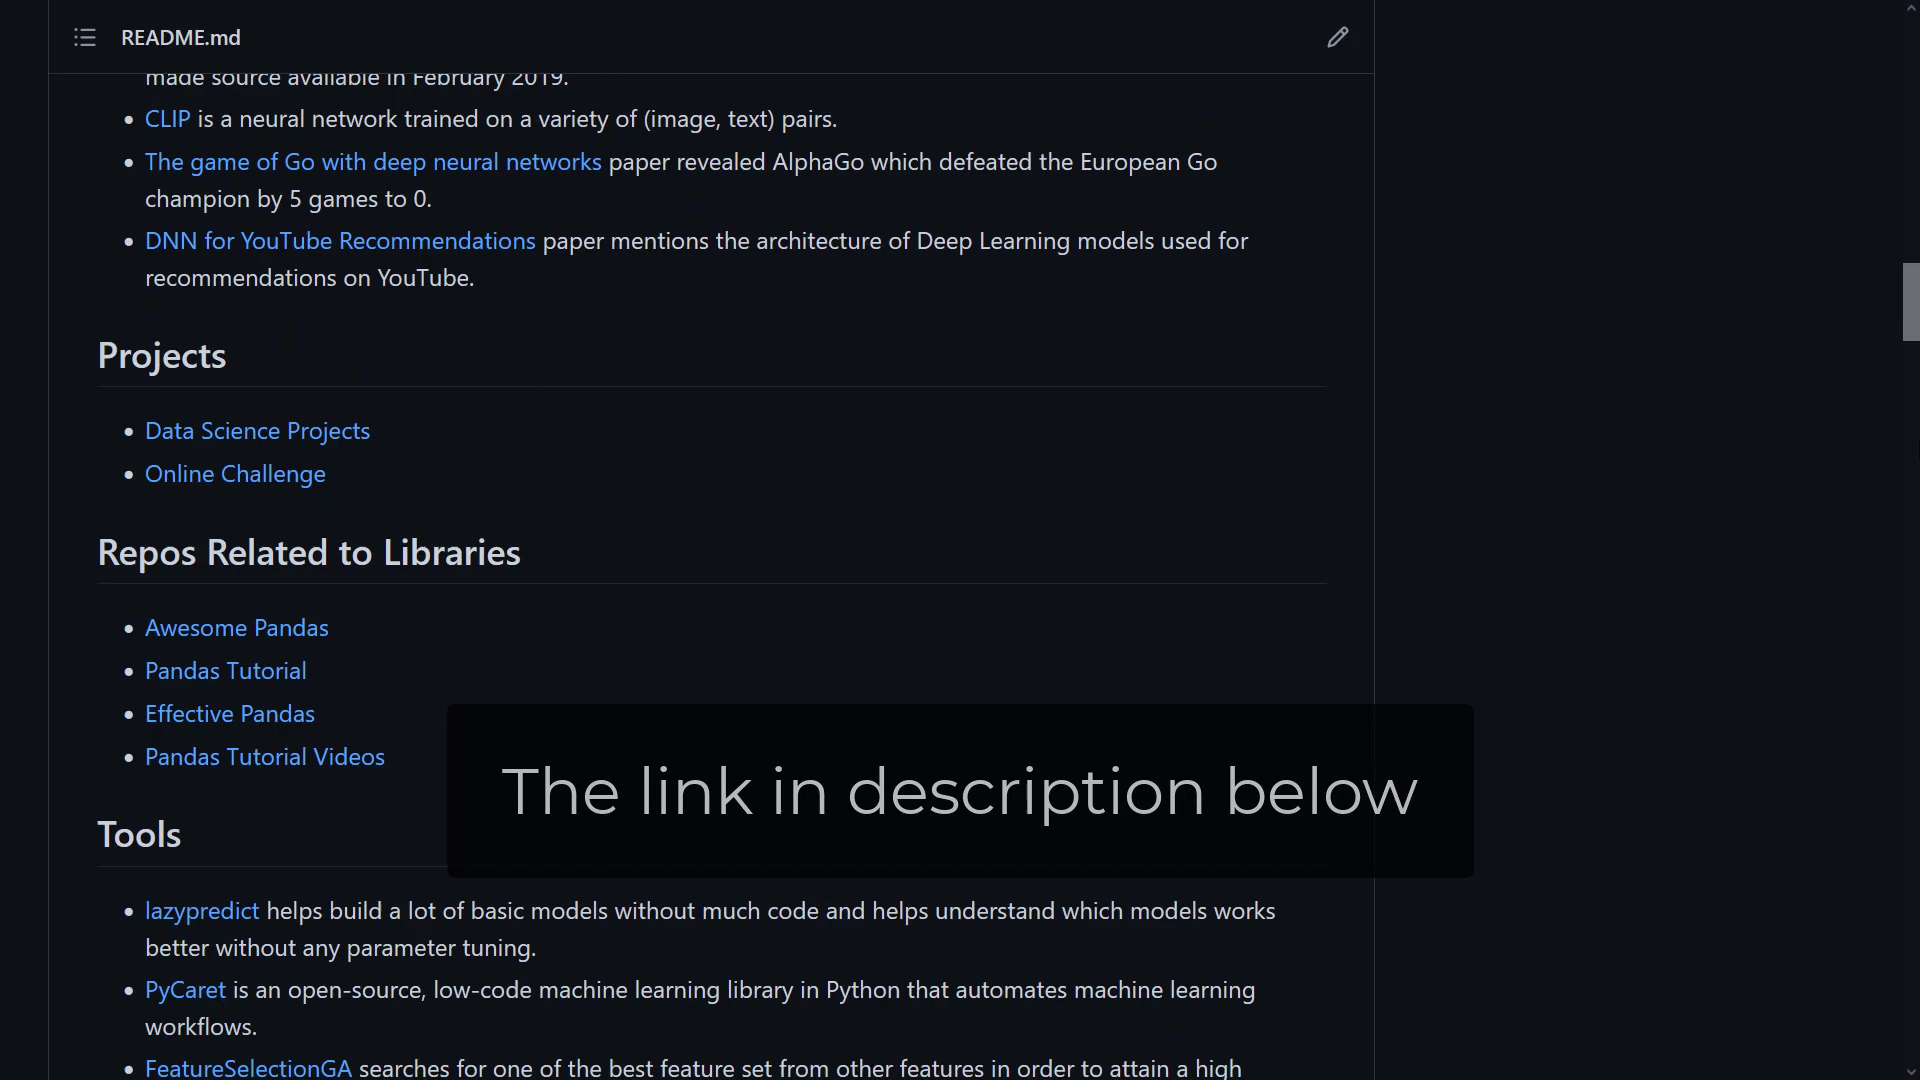 README.md
made source available in February 2019.
CLIP is a neural network trained on a variety of (image, text) pairs.
The game of Go with deep neural networks paper revealed AlphaGo which defeated the European Go
champion by 5 games to 0.
DNN for YouTube Recommendations paper mentions the architecture of Deep Learning models used for
recommendations on YouTube.
Projects
Data Science Projects
Online Challenge
Repos Related to Libraries
Awesome Pandas
Pandas Tutorial
Effective Pandas
Pandas Tutorial Videos
The link in description below
Tools
lazypredict helps build a lot of basic models without much code and helps understand which models works
better without any parameter tuning.
PyCaret is an open-source, low-code machine learning library in Python that automates machine learning
workflows.
FeatureSelectionGA searches for one of the best feature set from other features in order to attain a high